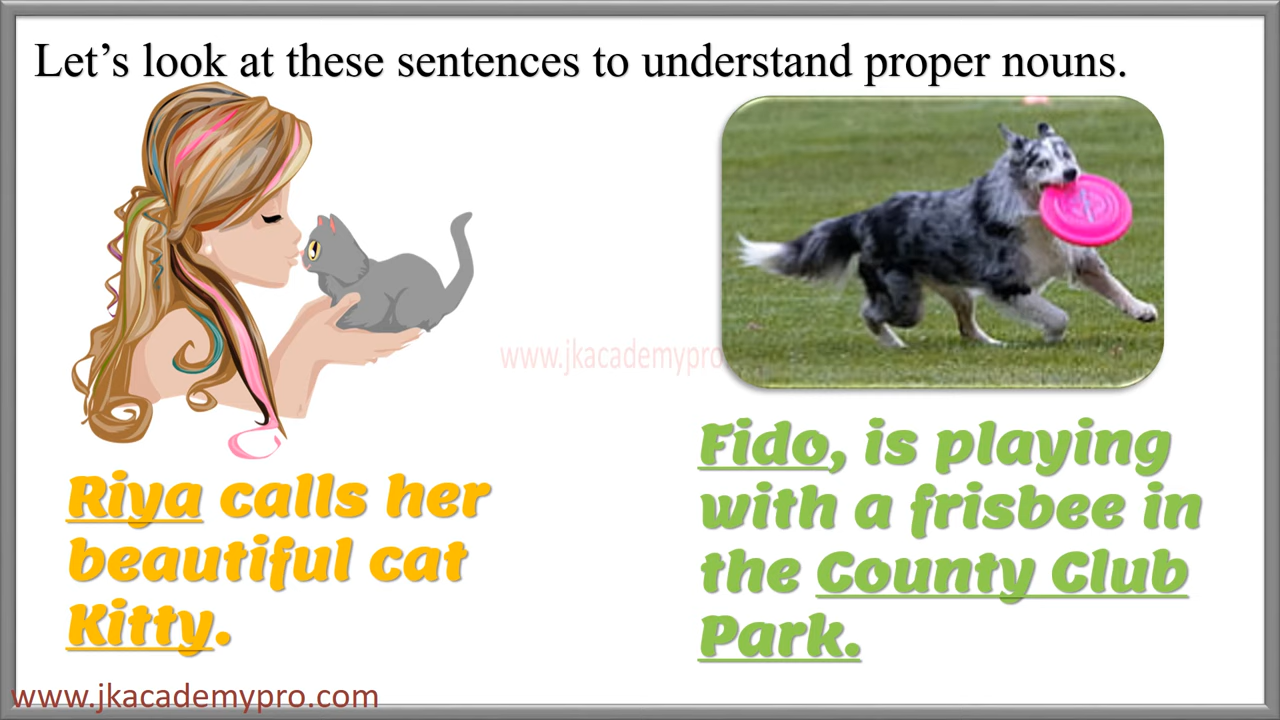 Let’s look at these sentences to understand proper nouns.
www.jkacademypro
Riya calls her
beautiful cat
Kitty.
Fido, is playing
with a frisbee in
the County Club
Park.
www.jkacademypro.com